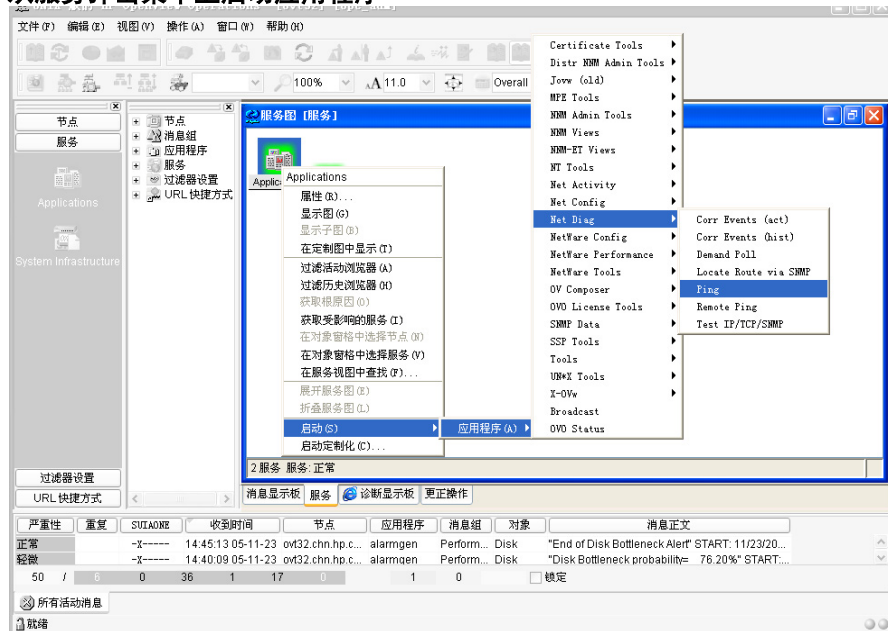 文件(F) 编辑(E) 视图(V) 操作(A) 窗口(W) 帮助(H)
100% A 11.0 Overall
节点
服务
Applications
System Infrastructure
过滤器设置
URL 快捷方式
节点
消息组
应用程序
服务
过滤器设置
URL 快捷方式
服务图 [服务]
Applic
Applications
属性(R)...
显示图(G)
显示子图(B)
在定制图中显示(T)
过滤活动浏览器(A)
过滤历史浏览器(H)
获取根原因(O)
获取受影响的服务(I)
在对象窗格中选择节点(N)
在对象窗格中选择服务(V)
在服务视图中查找(F)...
展开服务图(E)
折叠服务图(L)
启动(S)
启动定制化(C)...
应用程序(A)
Certificate Tools
Distr NNM Admin Tools
Jovw (old)
MPE Tools
NNM Admin Tools
NNM Views
NNM-ET Views
NT Tools
Net Activity
Net Config
Net Diag
NetWare Config
NetWare Performance
NetWare Tools
OV Composer
OVO License Tools
SNMP Data
SSP Tools
Tools
UN*X Tools
X-OVw
Broadcast
OVO Status
Corr Events (act)
Corr Events (hist)
Demand Poll
Locate Route via SNMP
Ping
Remote Ping
Test IP/TCP/SNMP
2 服务 服务: 正常
消息显示板 服务 诊断显示板 更正操作
严重性 重复 SUIAONE 收到时间 节点 应用程序 消息组 对象 消息正文
正常 -X----- 14:45:13 05-11-23 ovt32.chn.hp.c... alarmgen Perform... Disk "End of Disk Bottleneck Alert" START: 11/23/20...
轻微 -X----- 14:40:09 05-11-23 ovt32.chn.hp.c... alarmgen Perform... Disk "Disk Bottleneck probability= 76.20%" START:...
50 / 6 0 36 1 17 0 1 0 锁定
所有活动消息
就绪